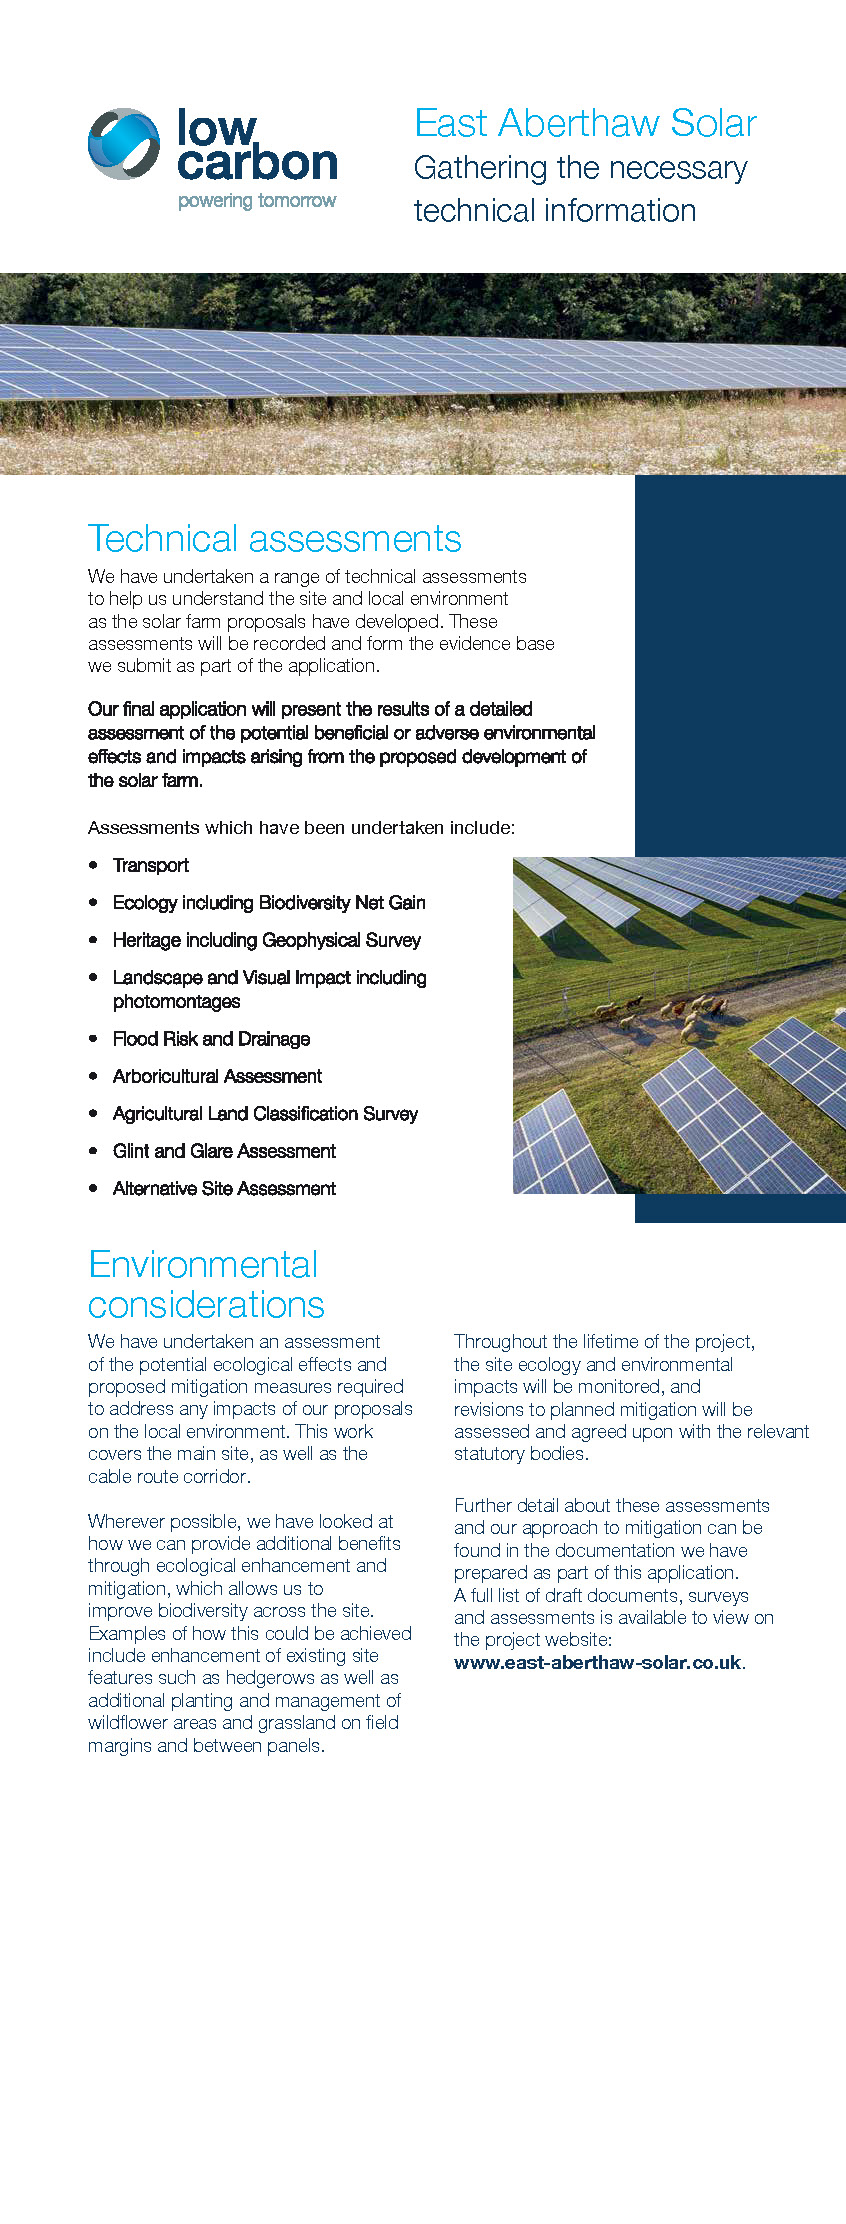 low
carbon
powering tomorrow
East Aberthaw Solar
Gathering the necessary
technical information
Technical assessments
We have undertaken a range of technical assessments
to help us understand the site and local environment
as the solar farm proposals have developed. These
assessments will be recorded and form the evidence base
we submit as part of the application.
Our final application will present the results of a detailed
assessment of the potential beneficial or adverse environmental
effects and impacts arising from the proposed development of
the solar farm.
Assessments which have been undertaken include:
• Transport
• Ecology including Biodiversity Net Gain
• Heritage including Geophysical Survey
• Landscape and Visual Impact including
photomontages
• Flood Risk and Drainage
• Arboricultural Assessment
• Agricultural Land Classification Survey
• Glint and Glare Assessment
• Alternative Site Assessment
Environmental
considerations
We have undertaken an assessment
of the potential ecological effects and
proposed mitigation measures required
to address any impacts of our proposals
on the local environment. This work
covers the main site, as well as the
cable route corridor.
Wherever possible, we have looked at
how we can provide additional benefits
through ecological enhancement and
mitigation, which allows us to
improve biodiversity across the site.
Examples of how this could be achieved
include enhancement of existing site
features such as hedgerows as well as
additional planting and management of
wildflower areas and grassland on field
margins and between panels.
Throughout the lifetime of the project,
the site ecology and environmental
impacts will be monitored, and
revisions to planned mitigation will be
assessed and agreed upon with the relevant
statutory bodies.
Further detail about these assessments
and our approach to mitigation can be
found in the documentation we have
prepared as part of this application.
A full list of draft documents, surveys
and assessments is available to view on
the project website:
www.east-aberthaw-solar.co.uk.